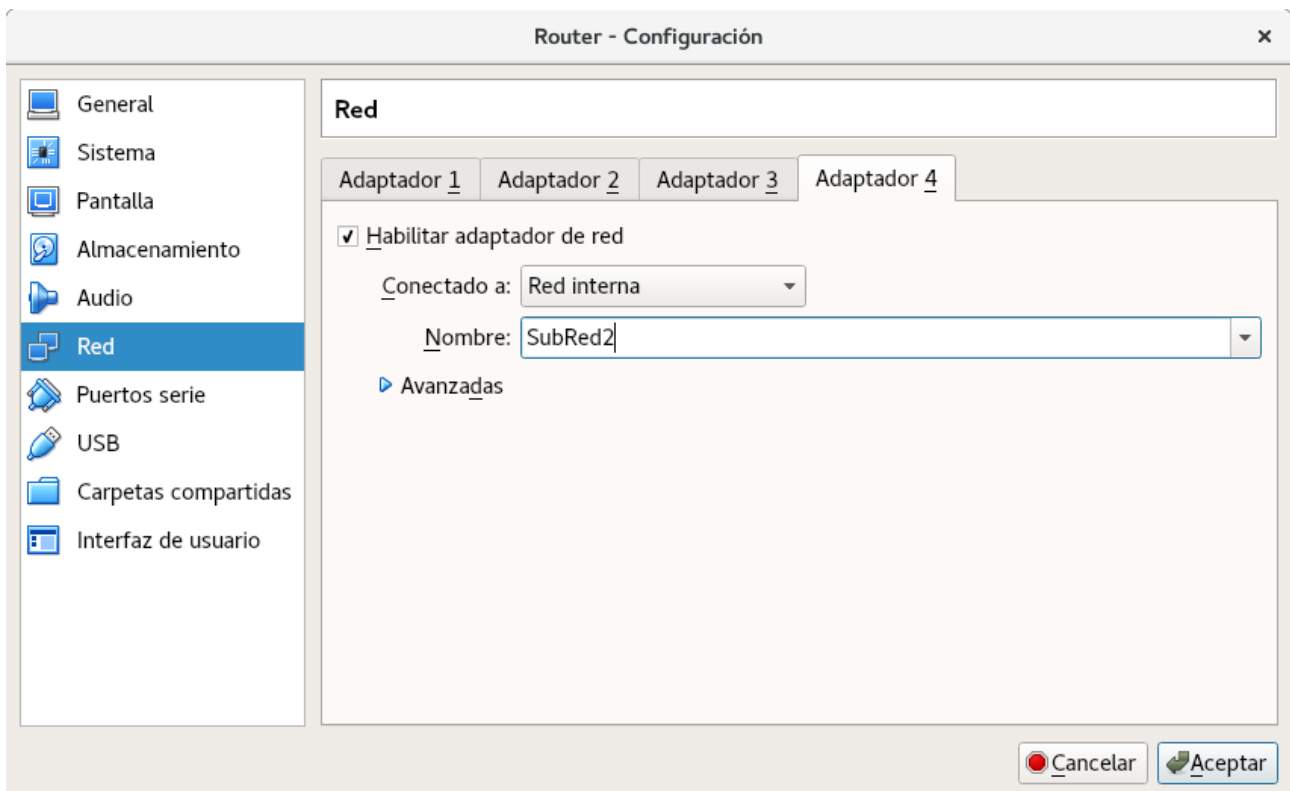 Router - Configuración
General
Sistema
Pantalla
Almacenamiento
Audio
Red
Puertos serie
USB
Carpetas compartidas
Interfaz de usuario
Red
Adaptador 1 Adaptador 2 Adaptador 3 Adaptador 4
Habilitar adaptador de red
Conectado a: Red interna
Nombre: SubRed2
Avanzadas
Cancelar Aceptar